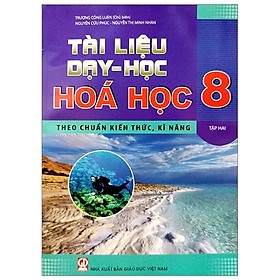 TRƯƠNG CÔNG LUẬN (Chủ biên)
NGUYỄN CỬU PHÚC - NGUYỄN THỊ MINH NHÂN
TÀI LIỆU
DẠY-HỌC
HOÁ HỌC 8
THEO CHUẨN KIẾN THỨC, KĨ NĂNG
TẬP HAI
NHÀ XUẤT BẢN GIÁO DỤC VIỆT NAM